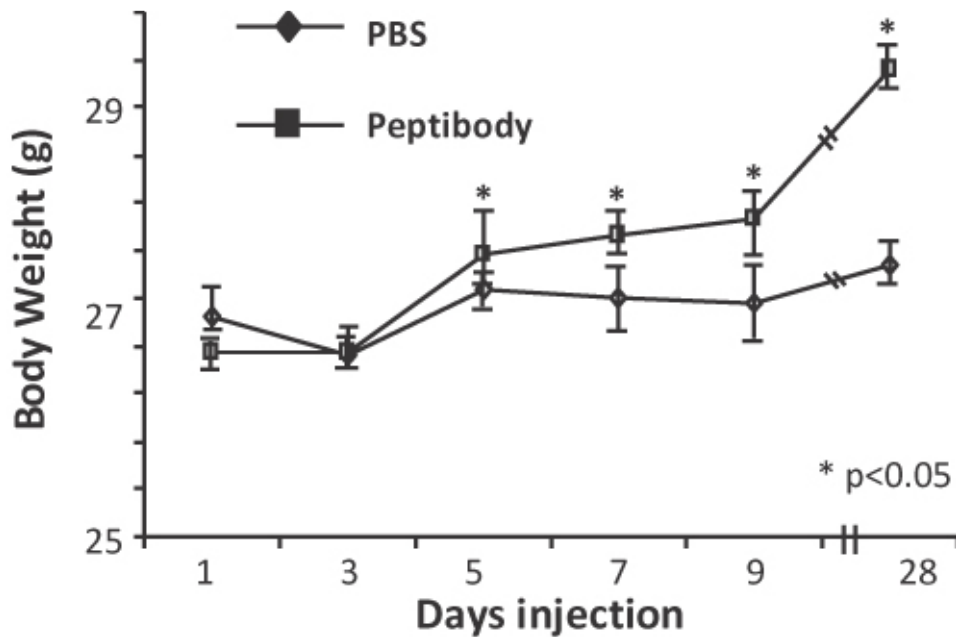 PBS
Peptibody
Body Weight (g)
29
27
25
*
*
*
*
* p<0.05
1 3 5 7 9 28
Days injection